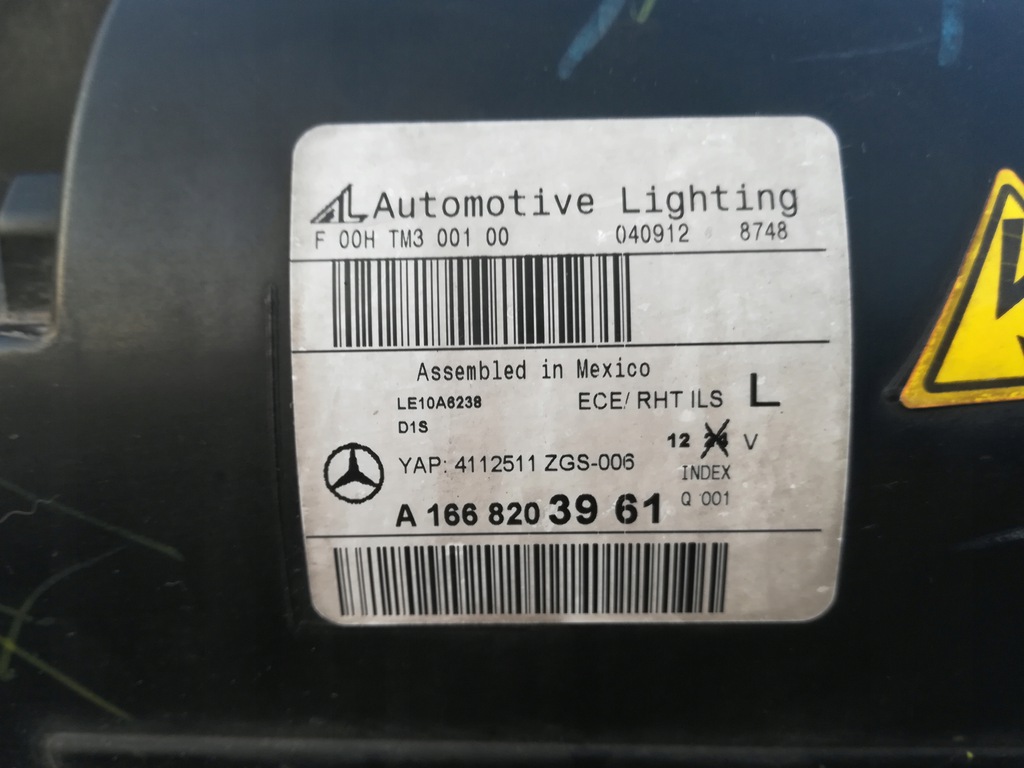 AL Automotive Lighting
F 00H TM3 001 00 040912 8748
Assembled in Mexico
LE10A6238 ECE/ RHT ILS L
D1S
12 24 V
YAP: 4112511 ZGS-006 INDEX
A 166 820 39 61 Q 001